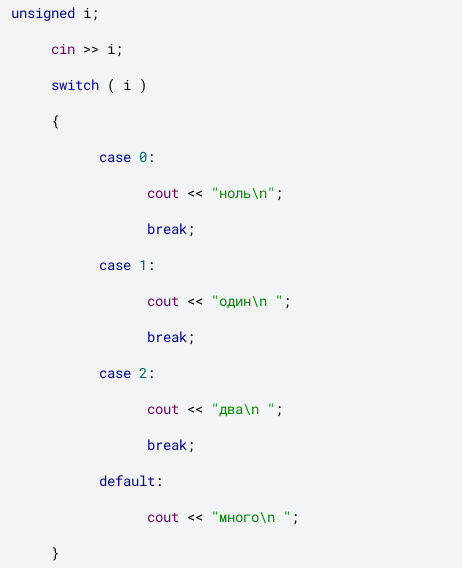 unsigned i;
cin >> i;
switch ( i )
{
case 0:
cout << "ноль\n";
break;
case 1:
cout << "один\n ";
break;
case 2:
cout << "два\n ";
break;
default:
cout << "много\n ";
}